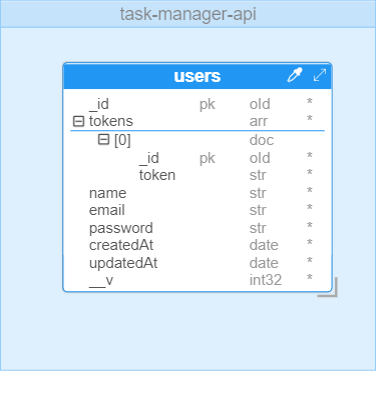 task-manager-api
users
_id pk oId *
tokens arr *
[0] doc
_id pk oId *
token str *
name str *
email str *
password str *
createdAt date *
updatedAt date *
__v int32 *